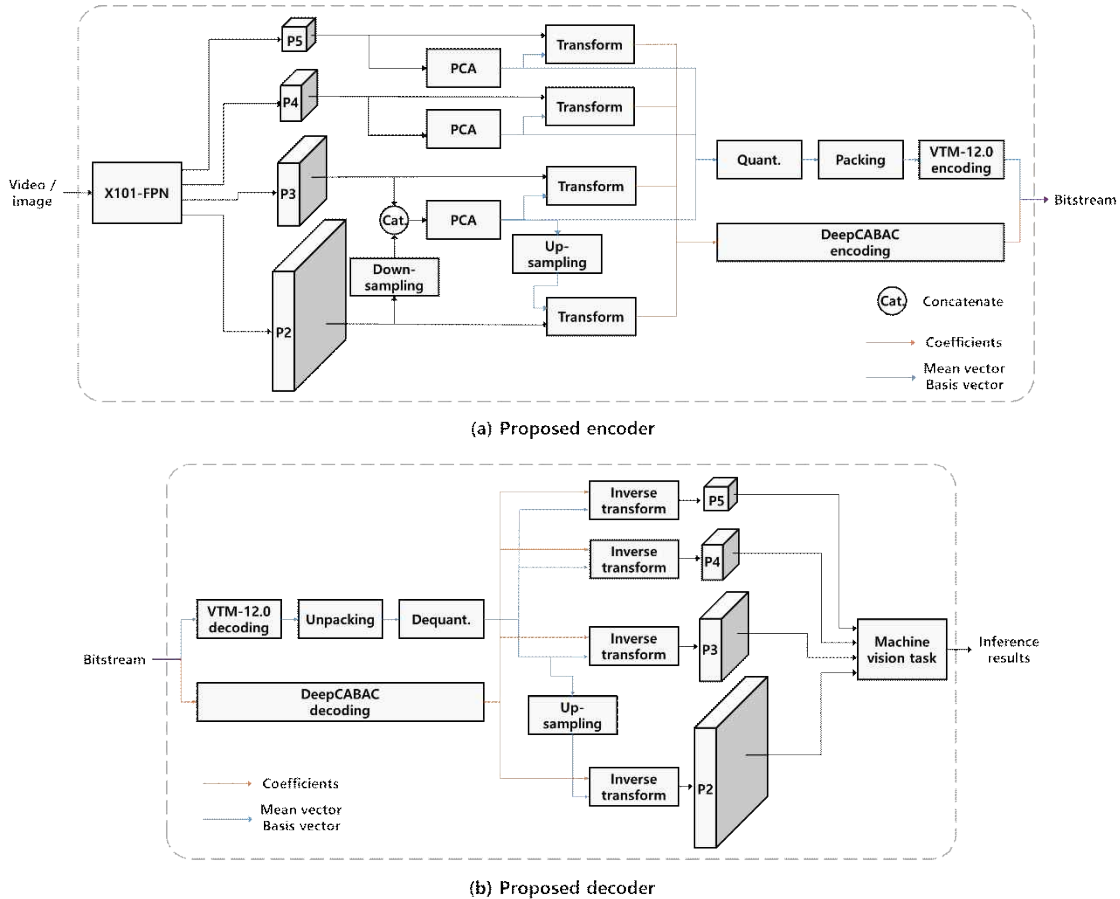 P5
Transform
PCA
P4
Transform
PCA
Video /
image
X101-FPN
P3
Transform
Cat.
PCA
Quant.
Packing
VTM-12.0
encoding
Bitstream
Up-
sampling
DeepCABAC
encoding
Down-
sampling
P2
Transform
Cat.
Concatenate
Coefficients
Mean vector
Basis vector
(a) Proposed encoder
Inverse
transform
P5
Inverse
transform
P4
VTM-12.0
decoding
Unpacking
Dequant.
Inverse
transform
P3
Machine
vision task
Inference
results
Bitstream
DeepCABAC
decoding
Up-
sampling
Inverse
transform
P2
Coefficients
Mean vector
Basis vector
(b) Proposed decoder